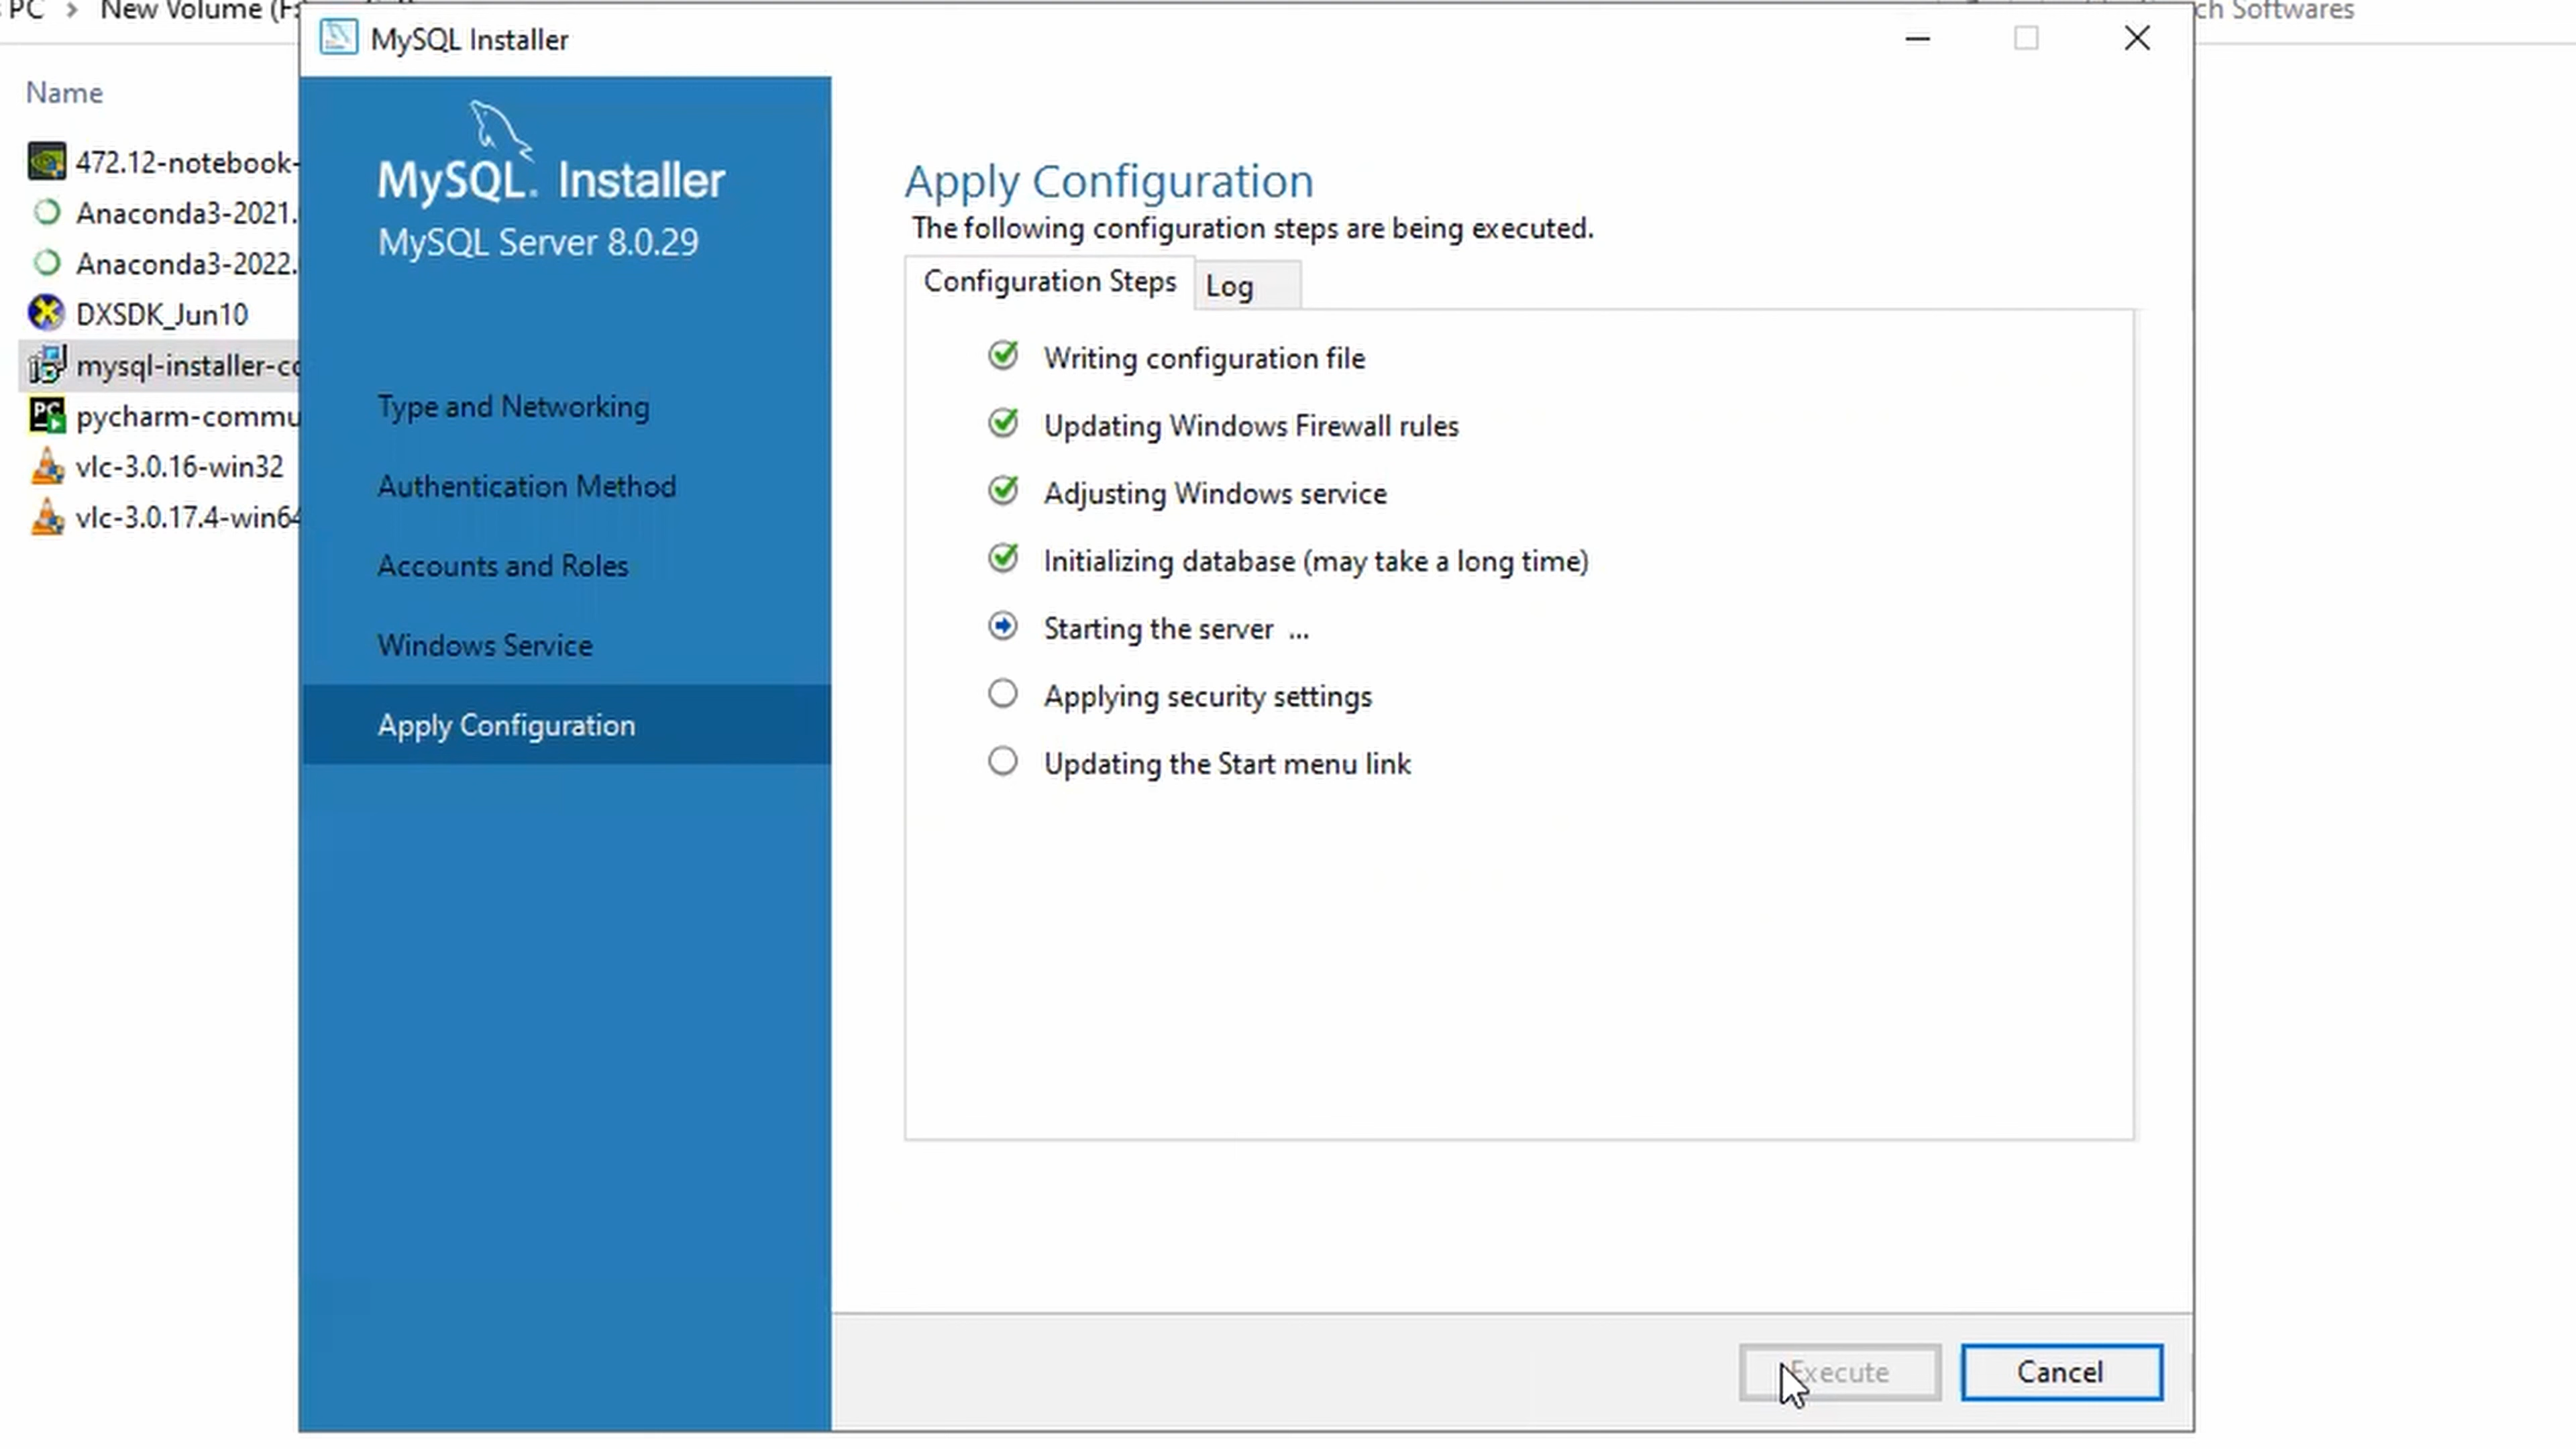 PC > New Volume
ch Softwares
MySQL Installer
Name
472.12-notebook-
Anaconda3-2021.
Anaconda3-2022.
DXSDK_Jun10
mysql-installer-co
pycharm-commu
vlc-3.0.16-win32
vlc-3.0.17.4-win64
MySQL. Installer
MySQL Server 8.0.29
Type and Networking
Authentication Method
Accounts and Roles
Windows Service
Apply Configuration
Apply Configuration
The following configuration steps are being executed.
Configuration Steps
Log
Writing configuration file
Updating Windows Firewall rules
Adjusting Windows service
Initializing database (may take a long time)
Starting the server ...
Applying security settings
Updating the Start menu link
Execute
Cancel